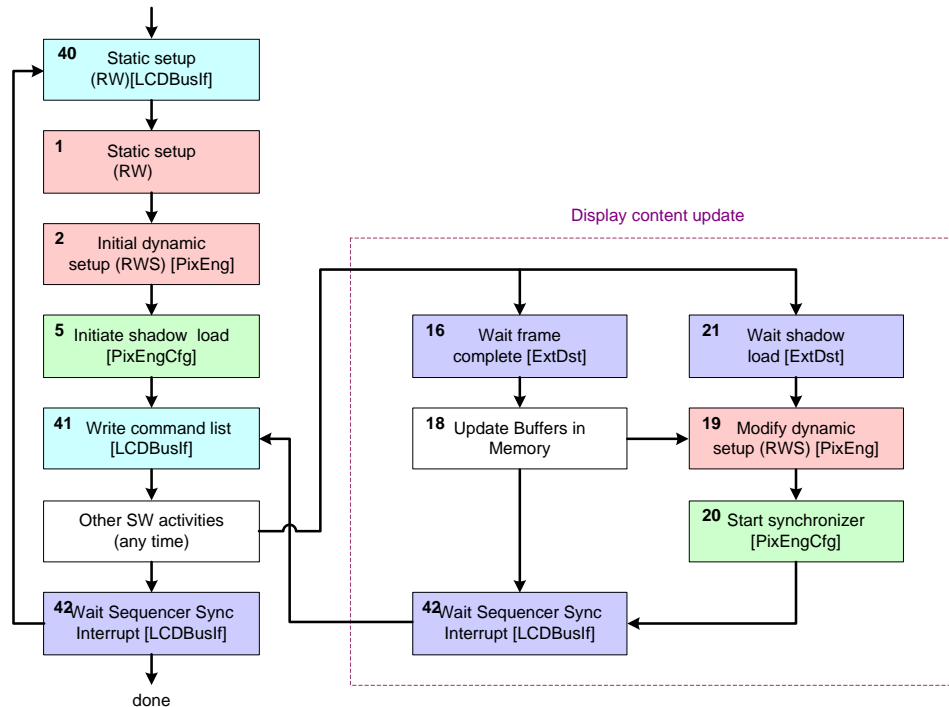 40
Static setup
(RW)[LCDBusIf]
1
Static setup
(RW)
2
Initial dynamic
setup (RWS) [PixEng]
5
Initiate shadow load
[PixEngCfg]
41
Write command list
[LCDBusIf]
Other SW activities
(any time)
42
Wait Sequencer Sync
Interrupt [LCDBusIf]
done
Display content update
16
Wait frame
complete [ExtDst]
21
Wait shadow
load [ExtDst]
18
Update Buffers in
Memory
19
Modify dynamic
setup (RWS) [PixEng]
20
Start synchronizer
[PixEngCfg]
42
Wait Sequencer Sync
Interrupt [LCDBusIf]